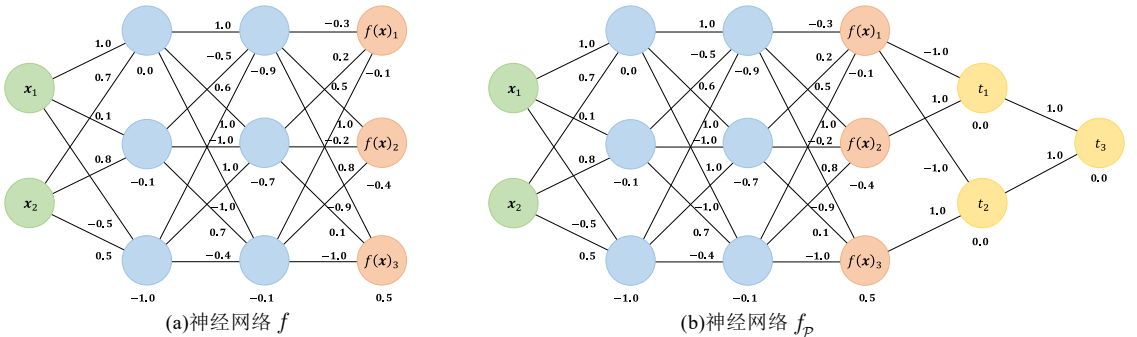 1.0 −0.3
1.0 −0.5 0.2 −0.1
0.7 0.0 0.6 −0.9 0.5
x₁
0.1 1.0 1.0
−1.0 −0.2
0.8 1.0 0.8
−0.1 −0.7 −0.4
x₂
−0.5 −1.0 −0.9
0.7 0.1
0.5 −0.4 −1.0
−1.0 −0.1 0.5
f(x)₁
f(x)₂
f(x)₃
(a)神经网络 f
1.0 −0.3
1.0 −0.5 0.2 −0.1 −1.0
0.7 0.0 0.6 −0.9 0.5
x₁
0.1 1.0 1.0 1.0 1.0
−1.0 −0.2
0.8 1.0 0.8 −1.0 1.0
−0.1 −0.7 −0.4
x₂
−0.5 −1.0 −0.9 1.0
0.7 0.1
0.5 −0.4 −1.0
−1.0 −0.1 0.5
f(x)₁
f(x)₂
f(x)₃
t₁
0.0
t₂
0.0
t₃
0.0
(b)神经网络 f_𝒫